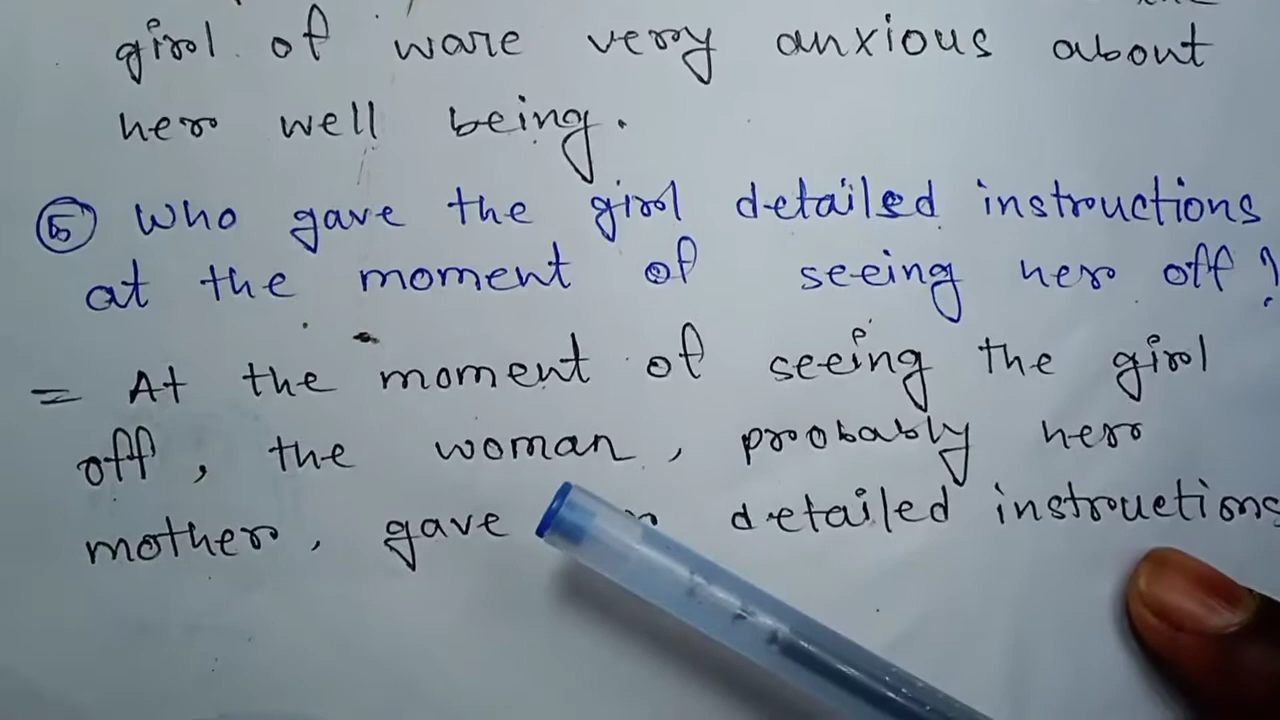 girl of ware very anxious about
her well being.
⑤ Who gave the girl detailed instructions
at the moment of seeing her off?
= At the moment of seeing the girl
off, the woman, probably her
mother, gave detailed instructions